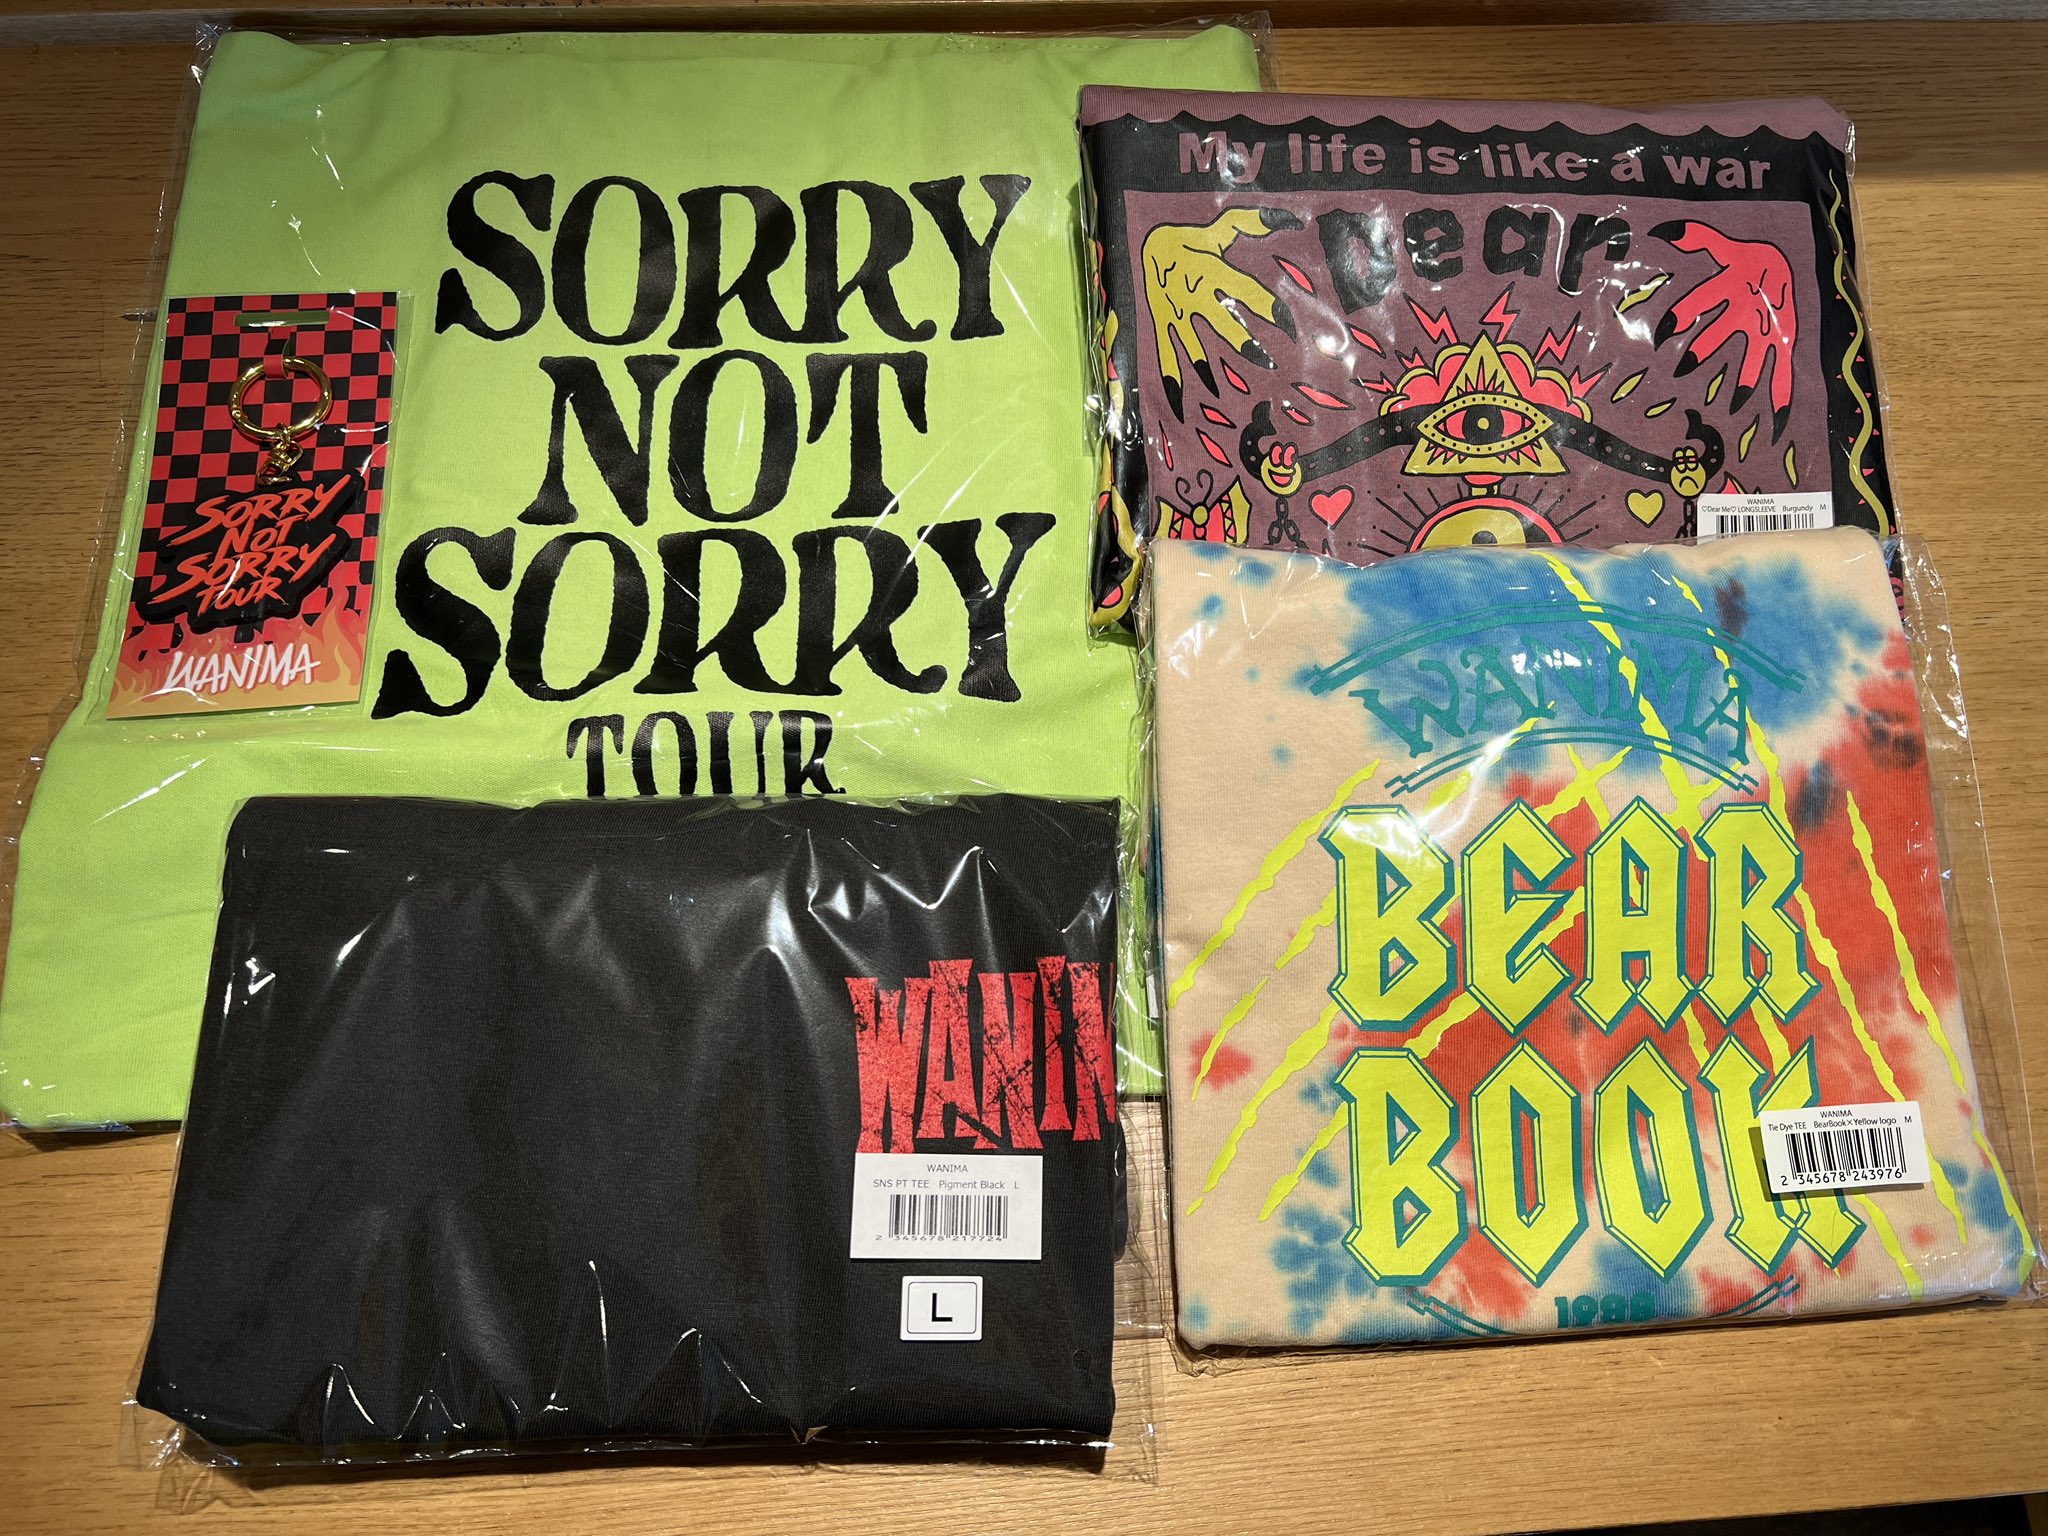 SORRY
NOT
SORRY
TOUR
SORRY
NOT
SORRY
TOUR
WANIMA
My life is like a war
Dear
WANIMA
♡Dear Me♡ LONGSLEEVE Burgundy M
WANIMA
BEAR
BOOK
1988
WANIMA
Tie Dye TEE BearBook×Yellow logo M
2 345678 243976
WANIM
WANIMA
SNS PT TEE Pigment Black L
2 345678 217724
L